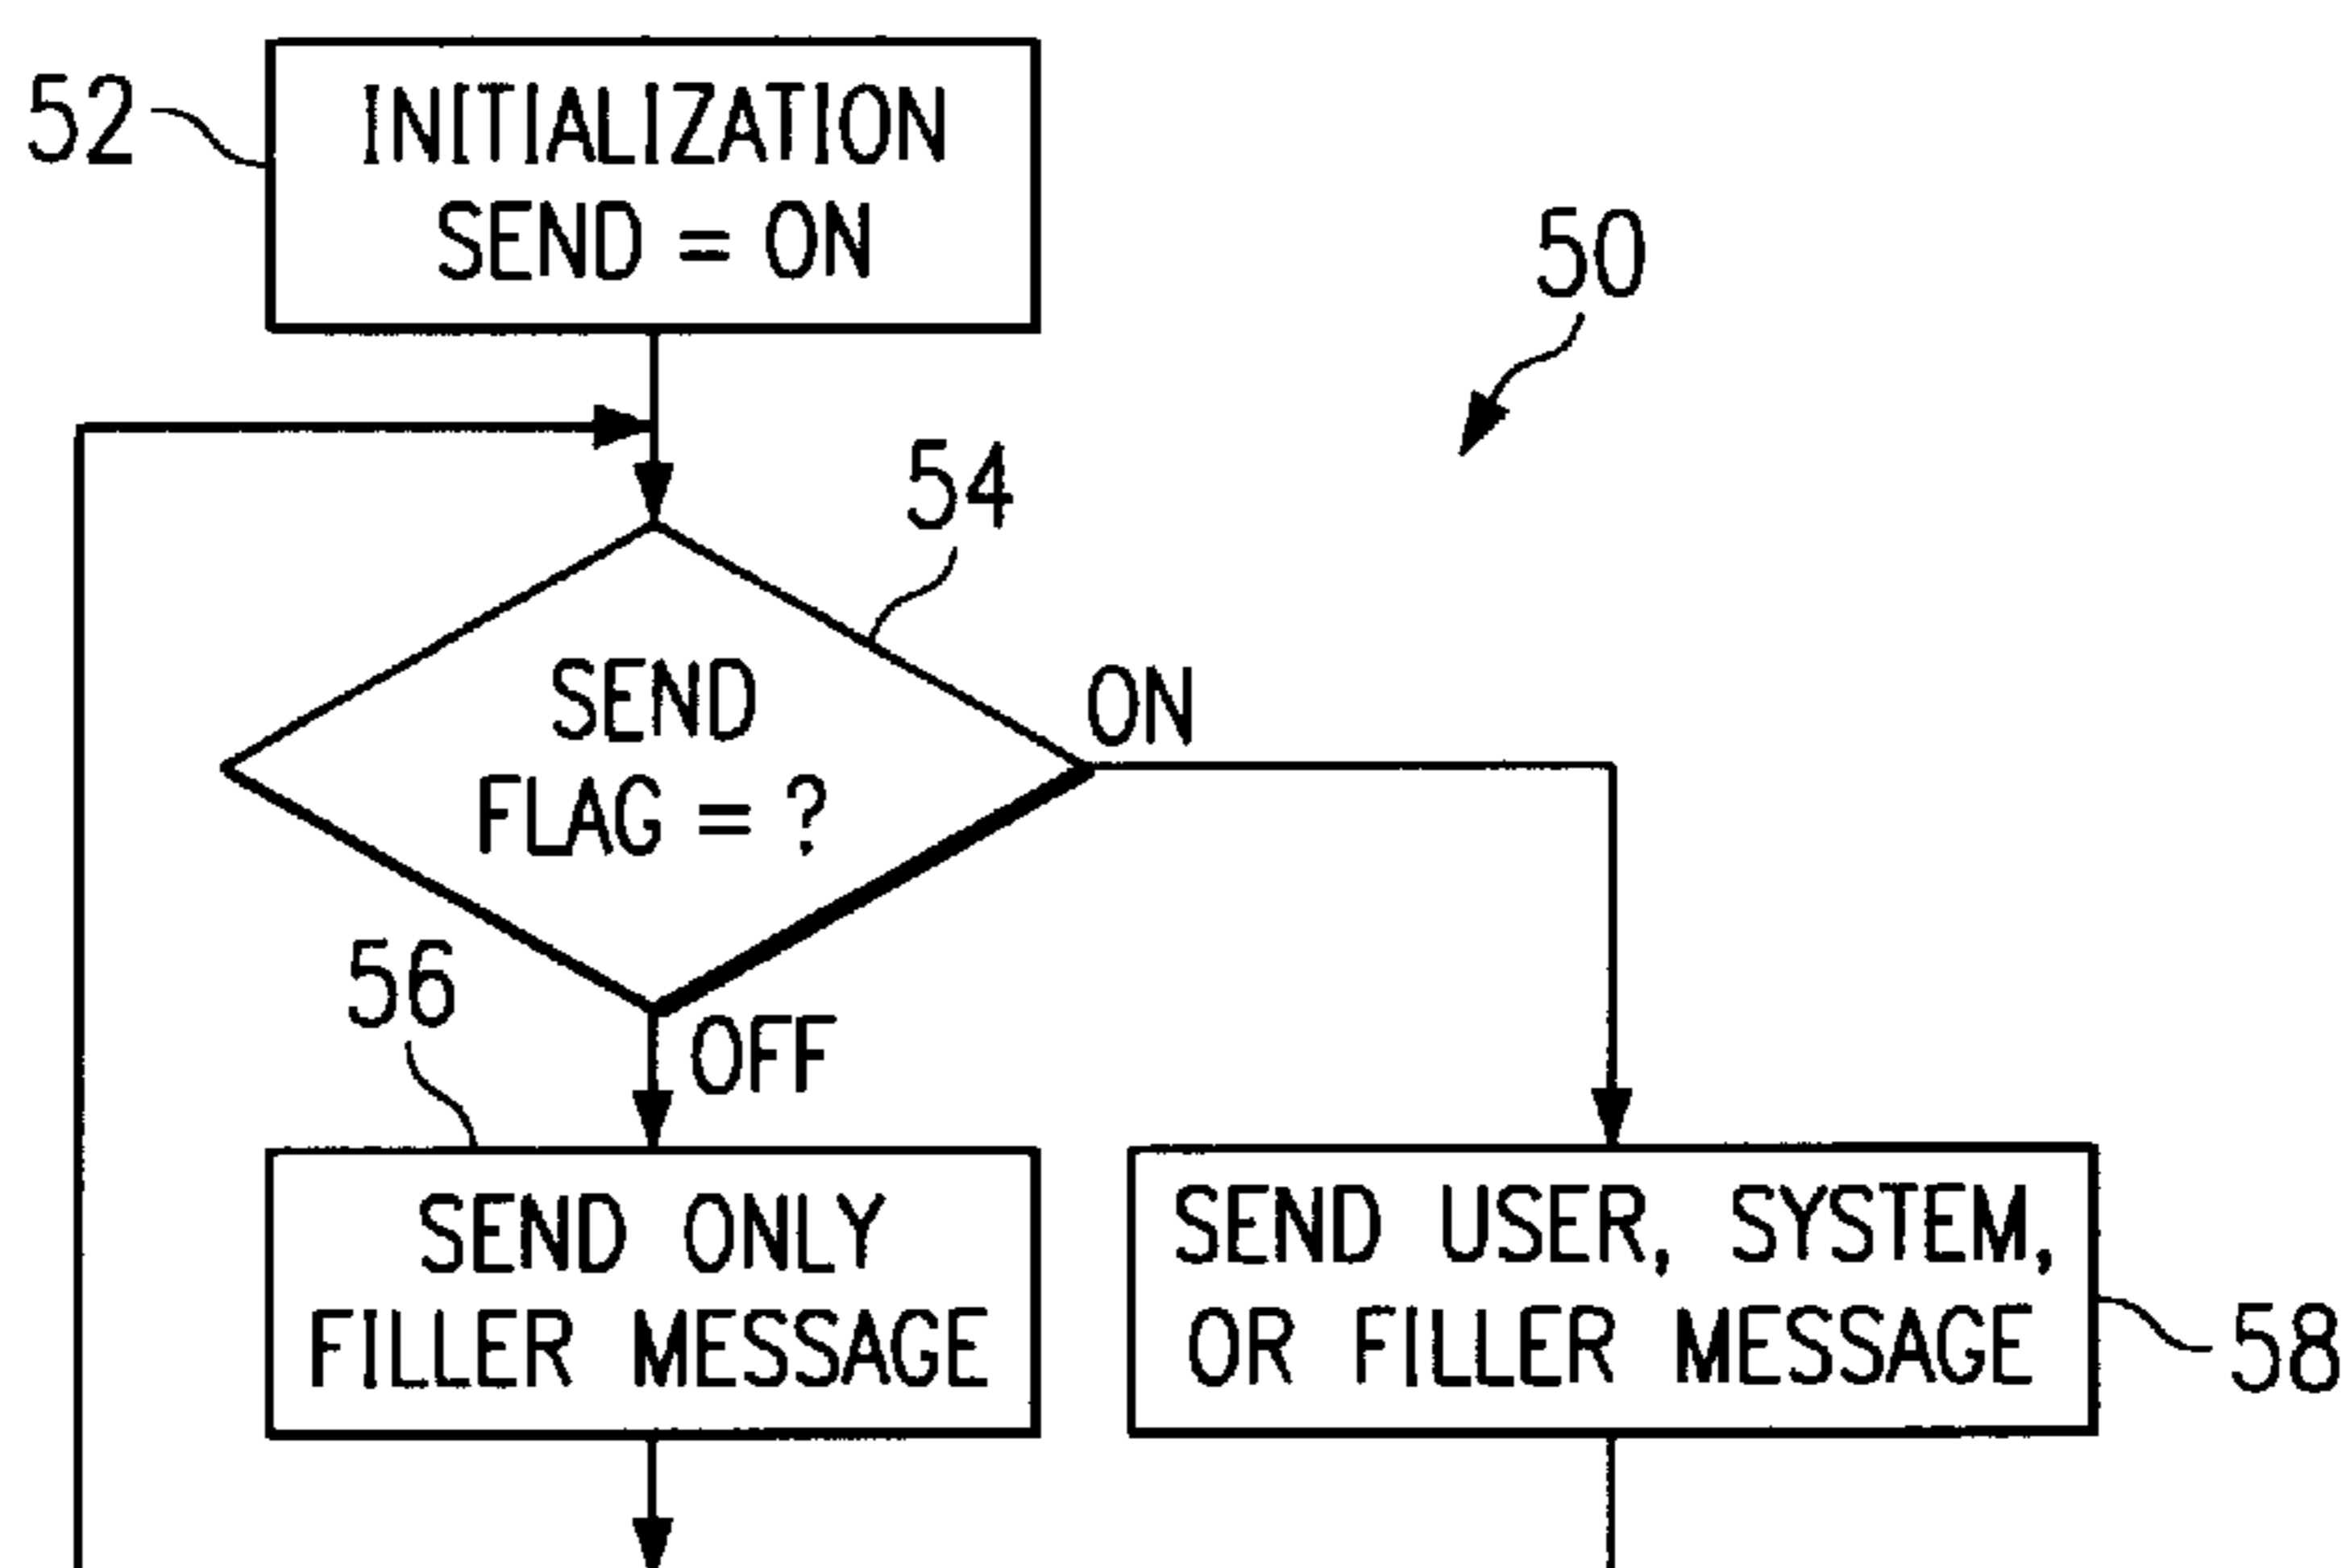 52
INITIALIZATION
SEND = ON
50
54
SEND
FLAG = ?
ON
56
OFF
SEND ONLY
FILLER MESSAGE
SEND USER, SYSTEM,
OR FILLER MESSAGE
58